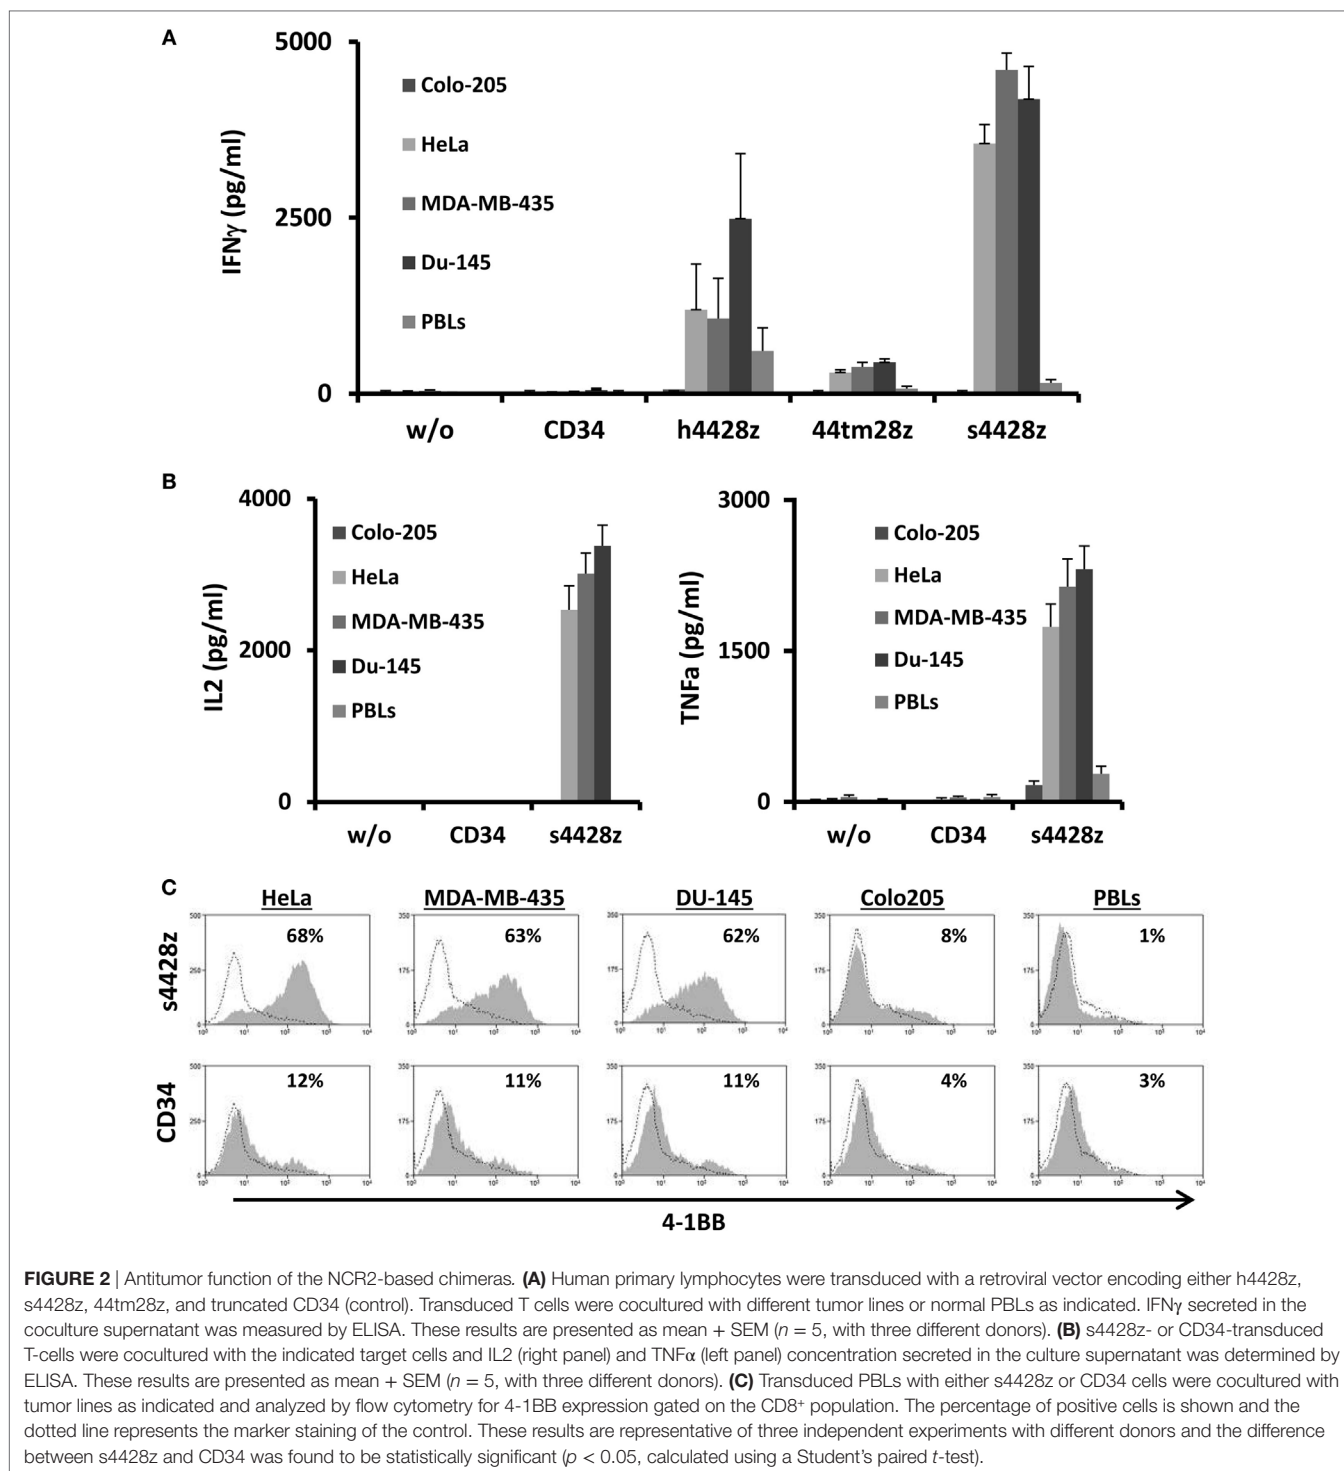 A
5000
2500
0
IFNγ (pg/ml)
Colo-205
HeLa
MDA-MB-435
Du-145
PBLs
w/o CD34 h4428z 44tm28z s4428z
B
4000
2000
0
IL2 (pg/ml)
Colo-205
HeLa
MDA-MB-435
Du-145
PBLs
w/o CD34 s4428z
3000
1500
0
TNFa (pg/ml)
Colo-205
HeLa
MDA-MB-435
Du-145
PBLs
w/o CD34 s4428z
C
HeLa MDA-MB-435 DU-145 Colo205 PBLs
s4428z
68% 63% 62% 8% 1%
CD34
12% 11% 11% 4% 3%
4-1BB
FIGURE 2 | Antitumor function of the NCR2-based chimeras. (A) Human primary lymphocytes were transduced with a retroviral vector encoding either h4428z,
s4428z, 44tm28z, and truncated CD34 (control). Transduced T cells were cocultured with different tumor lines or normal PBLs as indicated. IFNγ secreted in the
coculture supernatant was measured by ELISA. These results are presented as mean + SEM (n = 5, with three different donors). (B) s4428z- or CD34-transduced
T-cells were cocultured with the indicated target cells and IL2 (right panel) and TNFα (left panel) concentration secreted in the culture supernatant was determined by
ELISA. These results are presented as mean + SEM (n = 5, with three different donors). (C) Transduced PBLs with either s4428z or CD34 cells were cocultured with
tumor lines as indicated and analyzed by flow cytometry for 4-1BB expression gated on the CD8⁺ population. The percentage of positive cells is shown and the
dotted line represents the marker staining of the control. These results are representative of three independent experiments with different donors and the difference
between s4428z and CD34 was found to be statistically significant (p < 0.05, calculated using a Student's paired t-test).